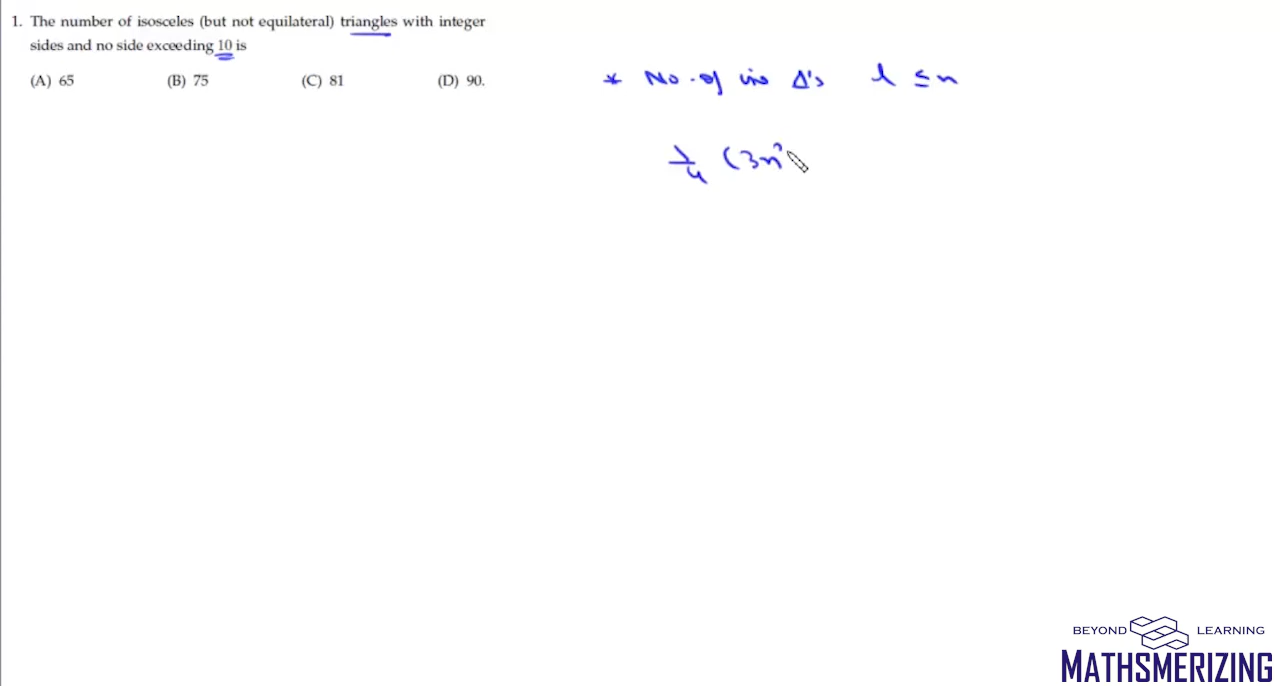 1. The number of isosceles (but not equilateral) triangles with integer
sides and no side exceeding 10 is
(A) 65 (B) 75 (C) 81 (D) 90.
* No. of iso Δ's l ≤ n
1/4 (3n²
BEYOND LEARNING
MATHSMERIZING